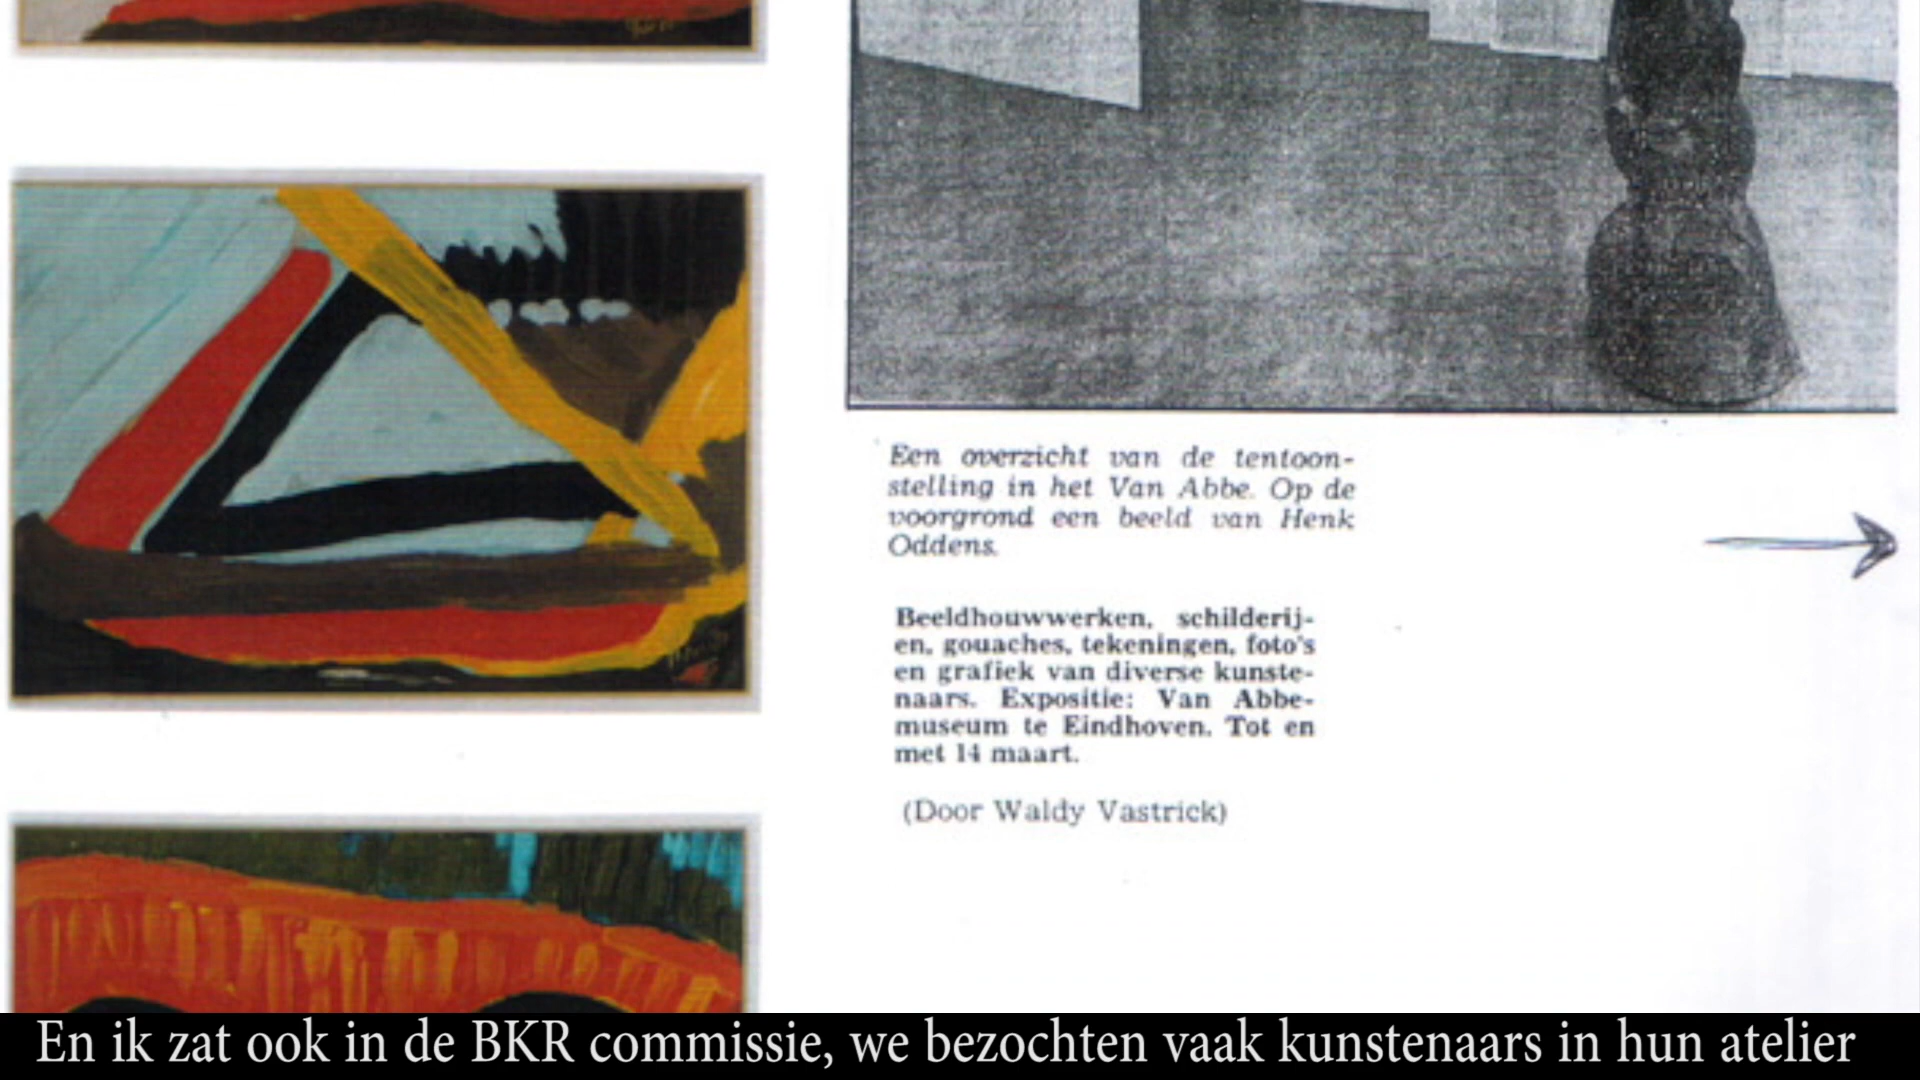 Een overzicht van de tentoon-
stelling in het Van Abbe. Op de
voorgrond een beeld van Henk
Oddens.
Beeldhouwwerken, schilderij-
en, gouaches, tekeningen, foto's
en grafiek van diverse kunste-
naars. Expositie: Van Abbe-
museum te Eindhoven. Tot en
met 14 maart.
(Door Waldy Vastrick)
En ik zat ook in de BKR commissie, we bezochten vaak kunstenaars in hun atelier